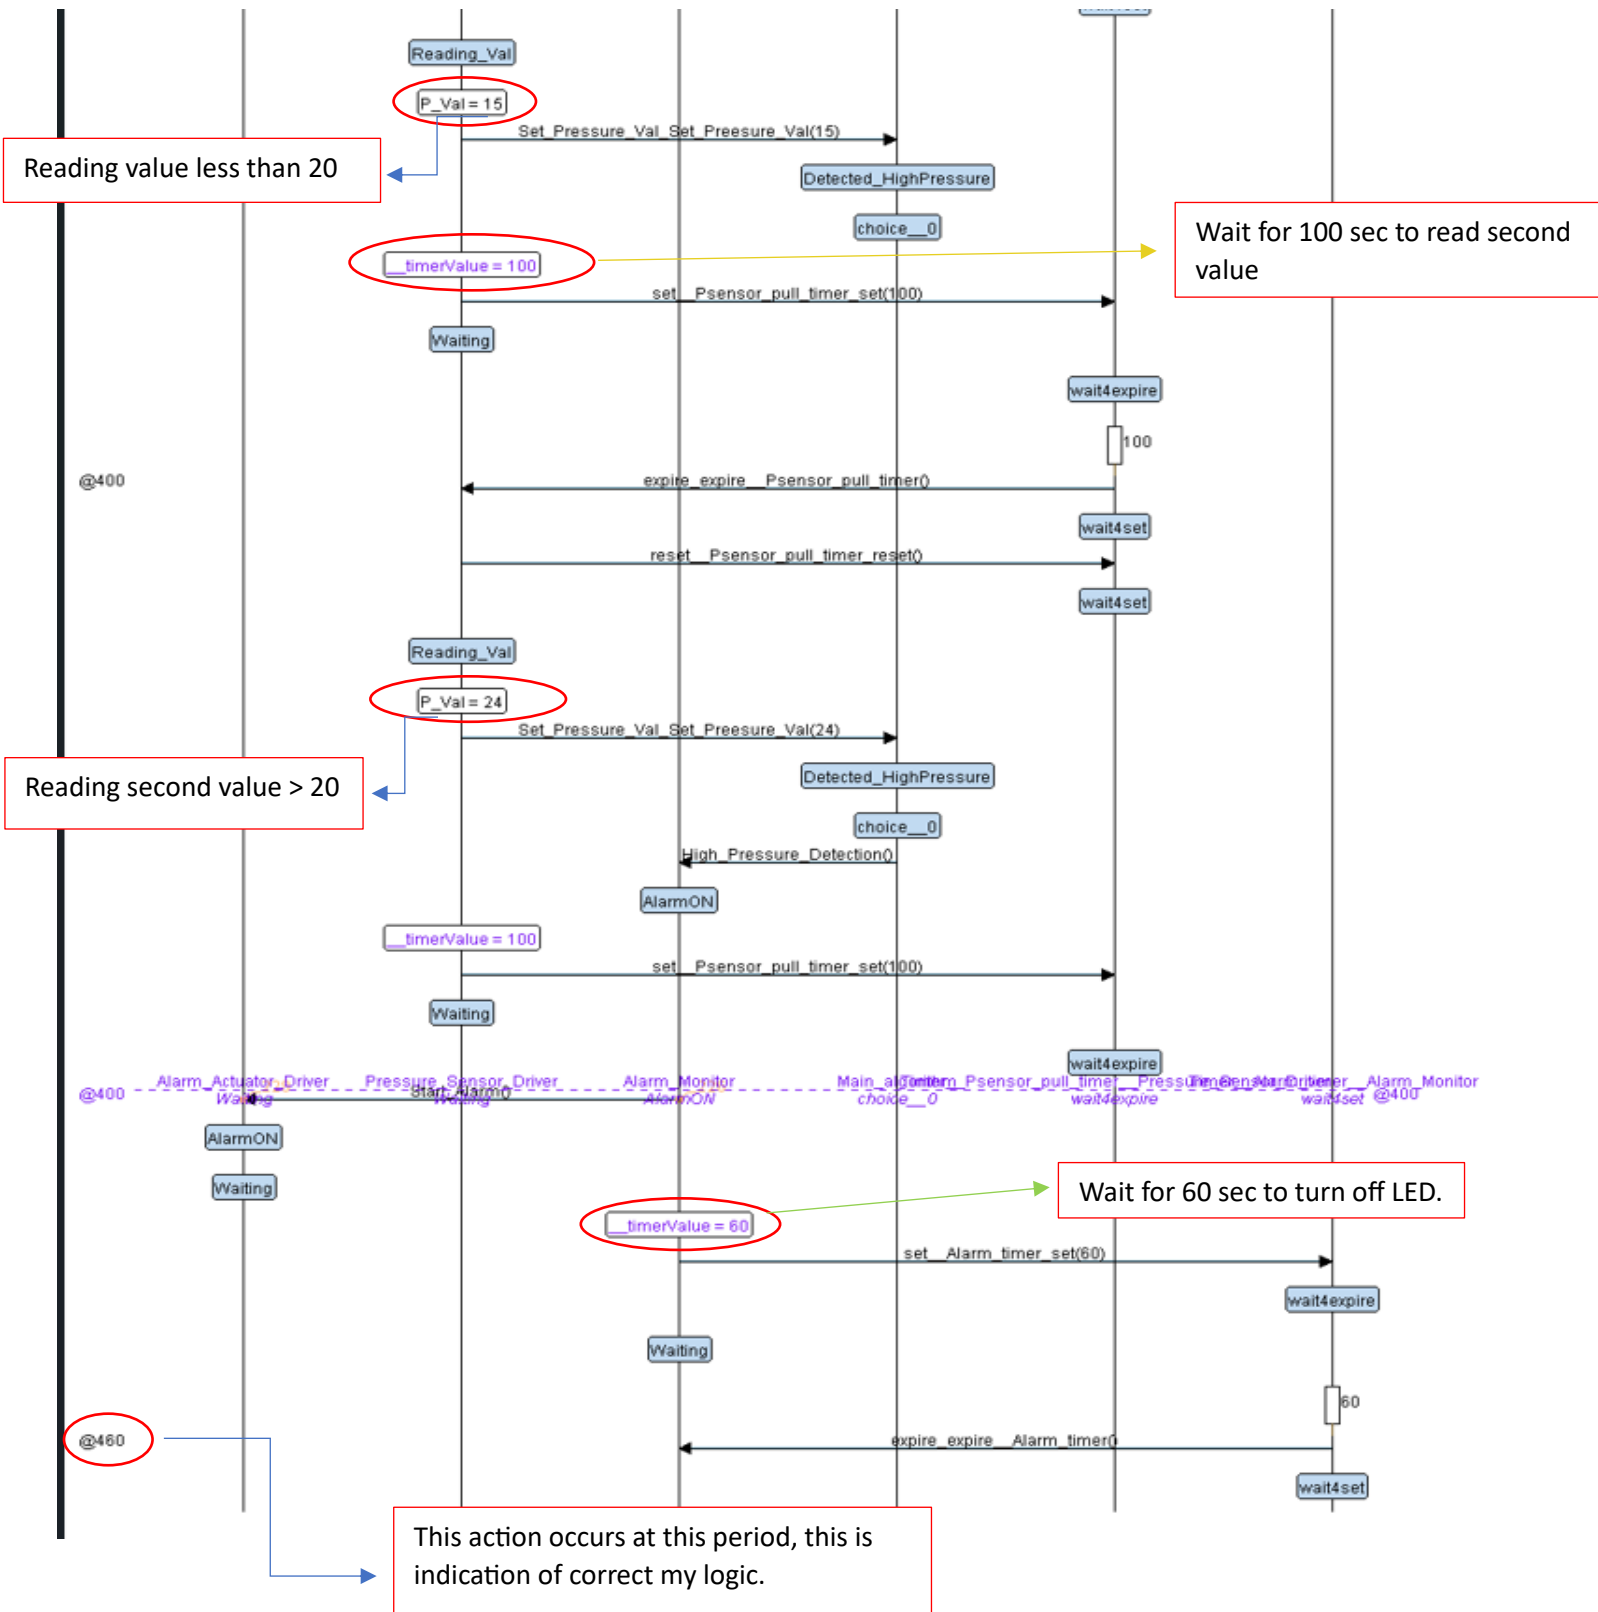 Reading_Val
P_Val = 15
Set_Pressure_Val_Set_Preesure_Val(15)
Reading value less than 20
Detected_HighPressure
choice__0
Wait for 100 sec to read second
value
__timerValue = 100
set__Psensor_pull_timer_set(100)
Waiting
wait4expire
100
@400
expire_expire__Psensor_pull_timer()
wait4set
reset__Psensor_pull_timer_reset()
wait4set
Reading_Val
P_Val = 24
Set_Pressure_Val_Set_Preesure_Val(24)
Reading second value > 20
Detected_HighPressure
choice__0
High_Pressure_Detection()
AlarmON
__timerValue = 100
set__Psensor_pull_timer_set(100)
Waiting
wait4expire
@400 Alarm_Actuator_Driver Pressure_Sensor_Driver Alarm_Monitor
Waiting Start_Alarm() Waiting AlarmON choice__0 wait4expire wait4set @400
AlarmON
Waiting
Wait for 60 sec to turn off LED.
__timerValue = 60
set__Alarm_timer_set(60)
wait4expire
Waiting
60
@460
expire_expire__Alarm_timer()
wait4set
This action occurs at this period, this is
indication of correct my logic.